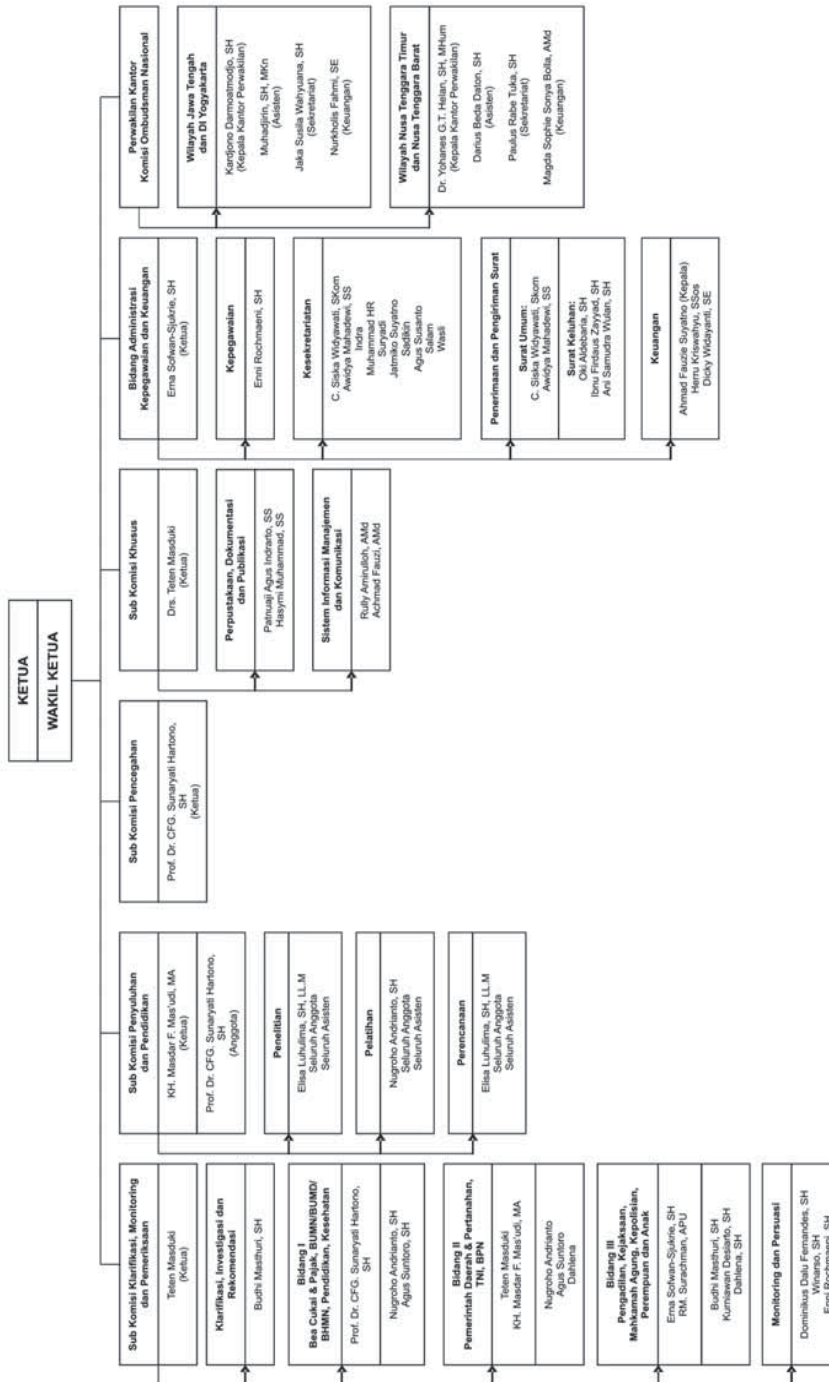 KETUA
WAKIL KETUA
Sub Komisi Klarifikasi, Monitoring
dan Pemeriksaan
Teten Masduki
(Ketua)
Klarifikasi, Investigasi dan
Rekomendasi
Budhi Masthuri, SH
Bidang I
Bea Cukai & Pajak, BUMN/BUMD/
BHMN, Pendidikan, Kesehatan
Prof. Dr. CFG. Sunaryati Hartono,
SH
Nugroho Andrianto, SH
Agus Suntoro, SH
Bidang II
Pemerintah Daerah & Pertanahan,
TNI, BPN
Teten Masduki
KH. Masdar F. Mas'udi, MA
Nugroho Andrianto
Agus Suntoro
Dahlena
Bidang III
Pengadilan, Kejaksaan,
Mahkamah Agung, Kepolisian,
Perempuan dan Anak
Erna Sofwan-Sjukrie, SH
RM. Surachman, APU
Budhi Masthuri, SH
Kurniawan Desiarto, SH
Dahlena, SH
Monitoring dan Persuasi
Dominikus Dalu Fernandes, SH
Winarso, SH
Enni Rochmaeni, SH
Sub Komisi Penyuluhan
dan Pendidikan
KH. Masdar F. Mas'udi, MA
(Ketua)
Prof. Dr. CFG. Sunaryati Hartono,
SH
(Anggota)
Penelitian
Elisa Luhulima, SH, LL.M
Seluruh Anggota
Seluruh Asisten
Pelatihan
Nugroho Andrianto, SH
Seluruh Anggota
Seluruh Asisten
Perencanaan
Elisa Luhulima, SH, LL.M
Seluruh Anggota
Seluruh Asisten
Sub Komisi Pencegahan
Prof. Dr. CFG. Sunaryati Hartono,
SH
(Ketua)
Sub Komisi Khusus
Drs. Teten Masduki
(Ketua)
Perpustakaan, Dokumentasi
dan Publikasi
Patnuaji Agus Indrarto, SS
Hasymi Muhammad, SS
Sistem Informasi Manajemen
dan Komunikasi
Rully Amirulloh, AMd
Achmad Fauzi, AMd
Bidang Administrasi
Kepegawaian dan Keuangan
Erna Sofwan-Sjukrie, SH
(Ketua)
Kepegawaian
Enni Rochmaeni, SH
Kesekretariatan
C. Siska Widyawati, SKom
Awidya Mahadewi, SS
Indra
Muhammad HR
Suryadi
Jatmiko Suyatno
Sadikin
Agus Susanto
Salam
Wasli
Penerimaan dan Pengiriman Surat
Surat Umum:
C. Siska Widyawati, Skom
Awidya Mahadewi, SS
Surat Keluhan:
Oki Aldebaria, SH
Ibnu Firdaus Zayyad, SH
Ani Samudra Wulan, SH
Keuangan
Ahmad Fauzie Suyatno (Kepala)
Herru Kriswahyu, SSos
Dicky Widayanti, SE
Perwakilan Kantor
Komisi Ombudsman Nasional
Wilayah Jawa Tengah
dan DI Yogyakarta
Kardjono Darmoatmodjo, SH
(Kepala Kantor Perwakilan)
Muhadjirin, SH, MKn
(Asisten)
Jaka Susila Wahyuana, SH
(Sekretariat)
Nurkholis Fahmi, SE
(Keuangan)
Wilayah Nusa Tenggara Timur
dan Nusa Tenggara Barat
Dr. Yohanes G.T. Helan, SH, MHum
(Kepala Kantor Perwakilan)
Darius Beda Daton, SH
(Asisten)
Paulus Rabe Tuka, SH
(Sekretariat)
Magda Sophie Sonya Bolla, AMd
(Keuangan)